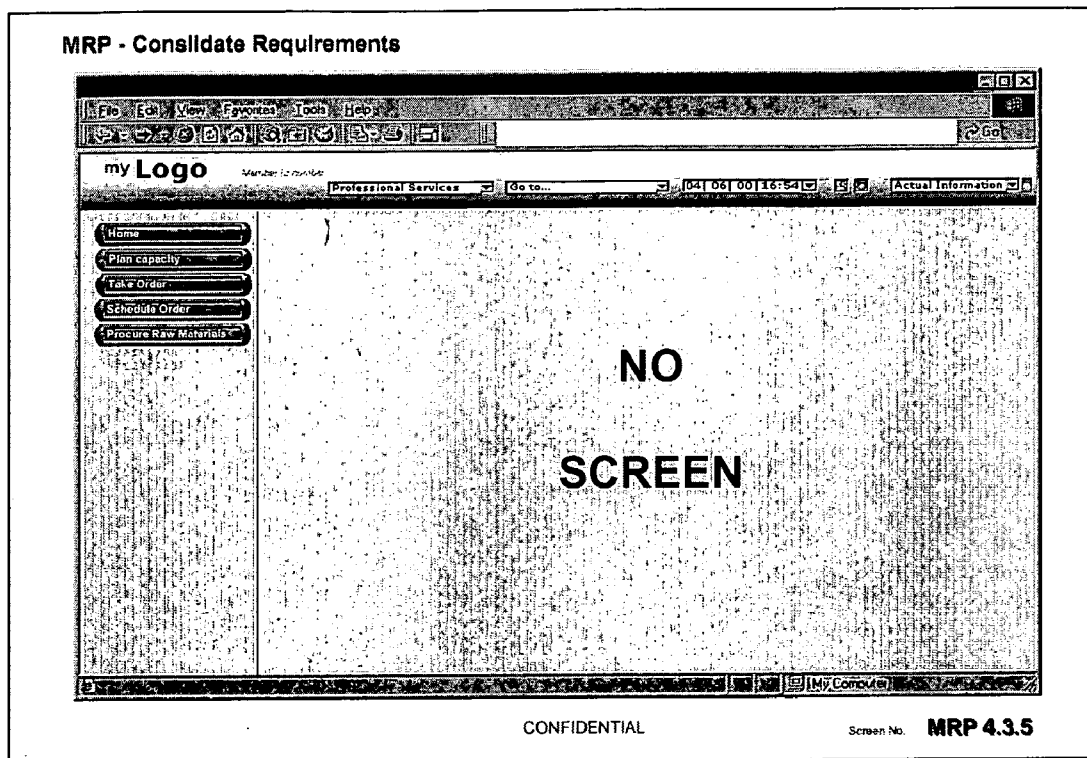 MRP - Conslidate Requirements
File Edit View Favorites Tools Help
Go
my Logo
Professional Services Go to... 04| 06| 00|16:54 Actual Information
Home
Plan capacity
Take Order
Schedule Order
Procure Raw Materials
NO
SCREEN
My Computer
CONFIDENTIAL
Screen No. MRP 4.3.5